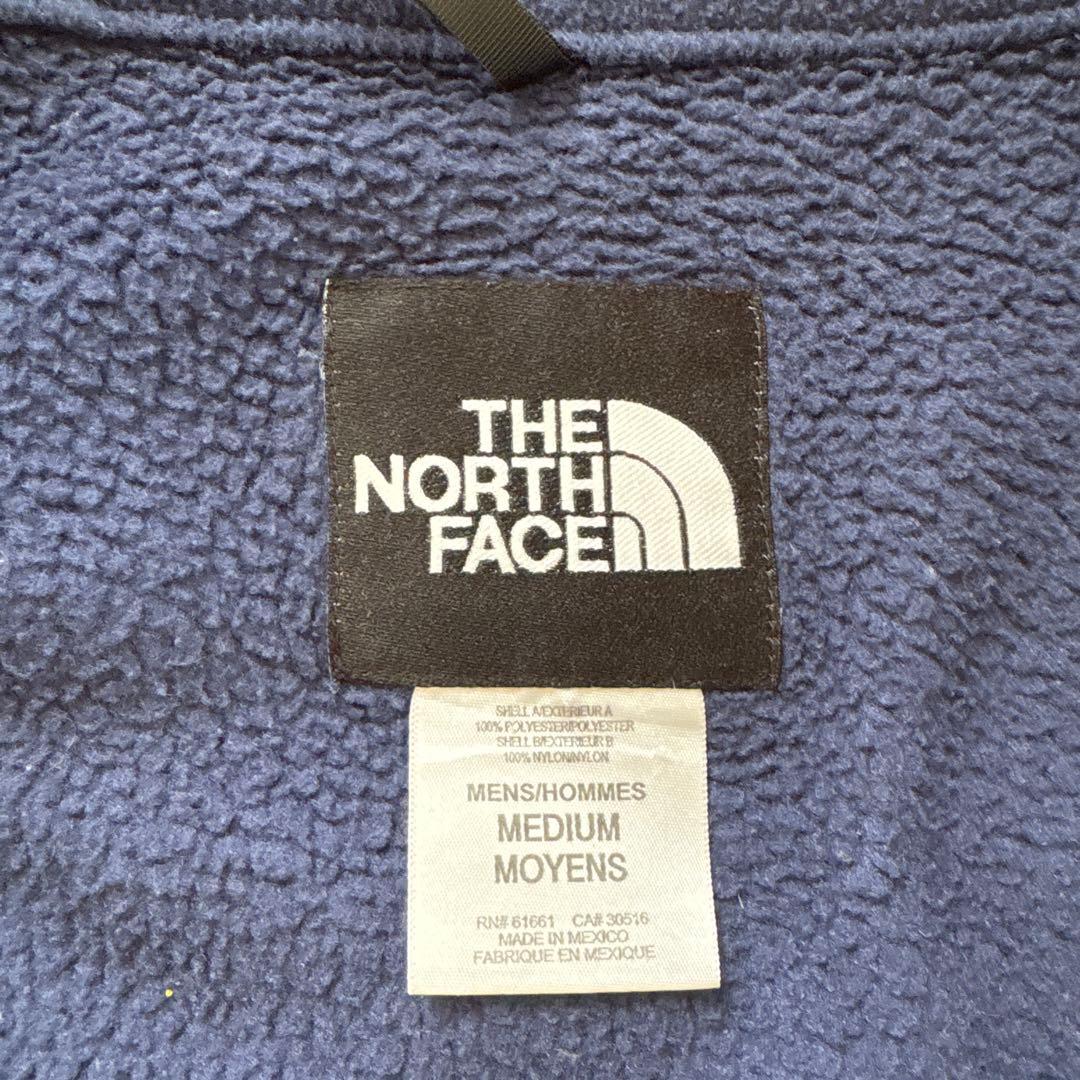 THE
NORTH
FACE
SHELL A/EXTERIEUR A
100% POLYESTER/POLYESTER
SHELL B/EXTERIEUR B
100% NYLON/NYLON
MENS/HOMMES
MEDIUM
MOYENS
RN# 61661 CA# 30516
MADE IN MEXICO
FABRIQUE EN MEXIQUE